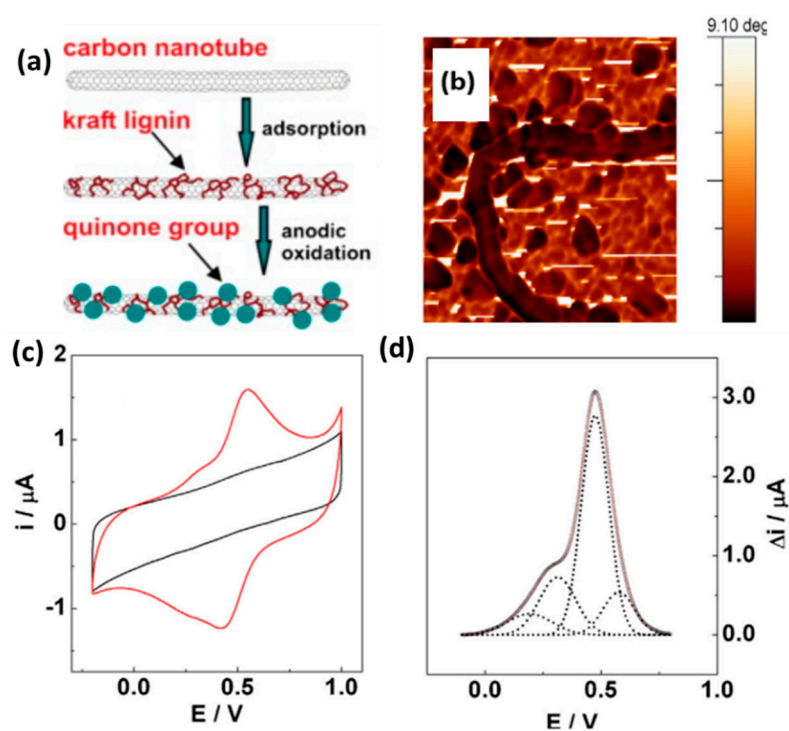 (a)
carbon nanotube
kraft lignin
adsorption
quinone group
anodic
oxidation
(b)
9.10 deg
(c)
2
1
0
-1
i / µA
0.0
0.5
1.0
E / V
(d)
3.0
2.0
1.0
0.0
Δi / µA
0.0
0.5
1.0
E / V